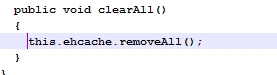 public void clearAll()
{
this.ehcache.removeAll();
}